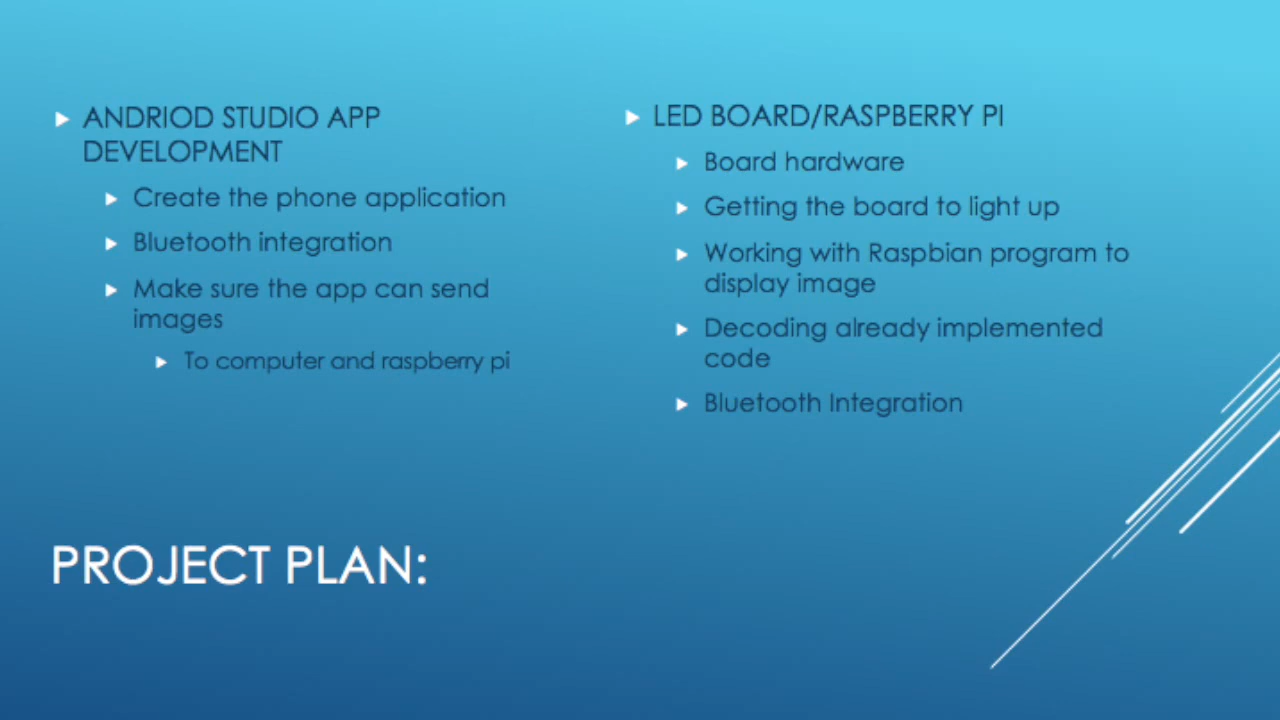 ANDRIOD STUDIO APP
DEVELOPMENT
Create the phone application
Bluetooth integration
Make sure the app can send
images
To computer and raspberry pi
LED BOARD/RASPBERRY PI
Board hardware
Getting the board to light up
Working with Raspbian program to
display image
Decoding already implemented
code
Bluetooth Integration
PROJECT PLAN: